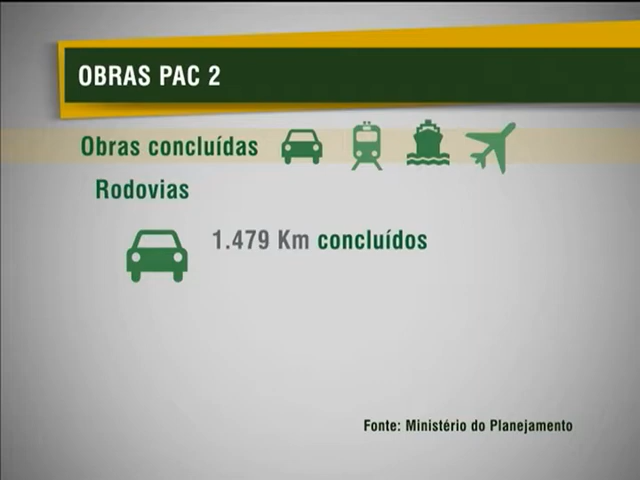 OBRAS PAC 2
Obras concluídas
Rodovias
1.479 Km concluídos
Fonte: Ministério do Planejamento